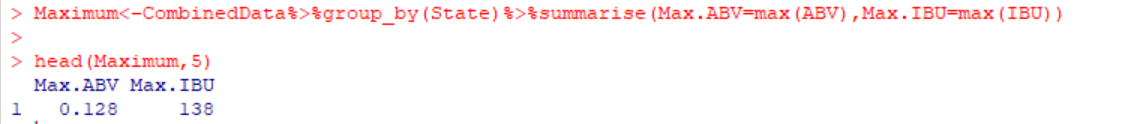 > Maximum<-CombinedData%>%group_by(State)%>%summarise(Max.ABV=max(ABV),Max.IBU=max(IBU))
>
> head(Maximum,5)
  Max.ABV Max.IBU
1   0.128     138